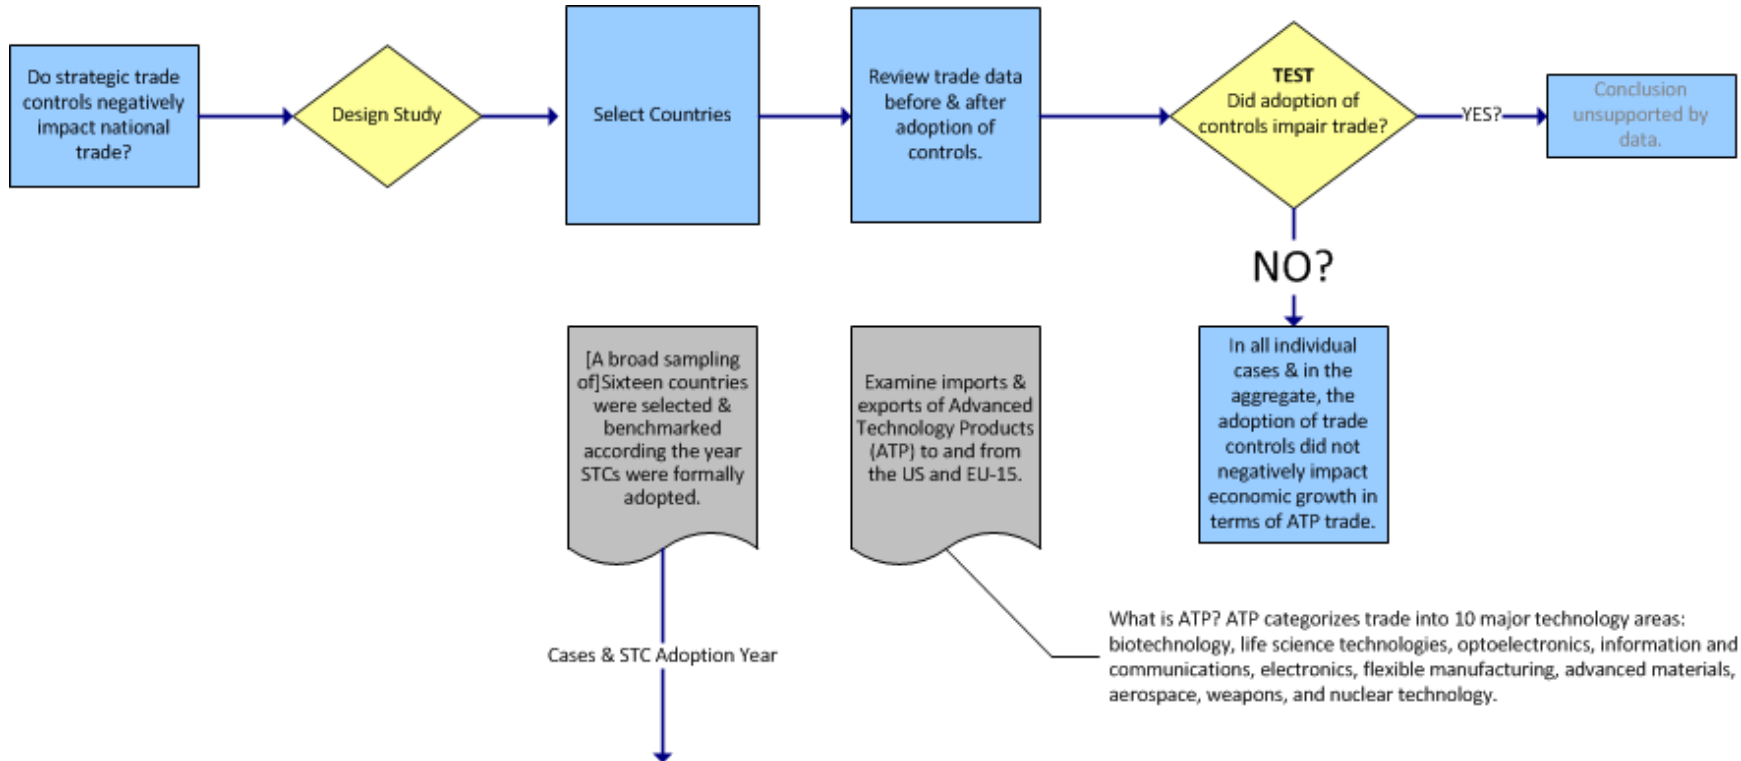 Do strategic trade
controls negatively
impact national
trade?
Design Study
Select Countries
Review trade data
before & after
adoption of
controls.
TEST
Did adoption of
controls impair trade?
YES?
Conclusion
unsupported by
data.
NO?
[A broad sampling
of]Sixteen countries
were selected &
benchmarked
according the year
STCs were formally
adopted.
Examine imports &
exports of Advanced
Technology Products
(ATP) to and from
the US and EU-15.
In all individual
cases & in the
aggregate, the
adoption of trade
controls did not
negatively impact
economic growth in
terms of ATP trade.
What is ATP? ATP categorizes trade into 10 major technology areas:
biotechnology, life science technologies, optoelectronics, information and
communications, electronics, flexible manufacturing, advanced materials,
aerospace, weapons, and nuclear technology.
Cases & STC Adoption Year